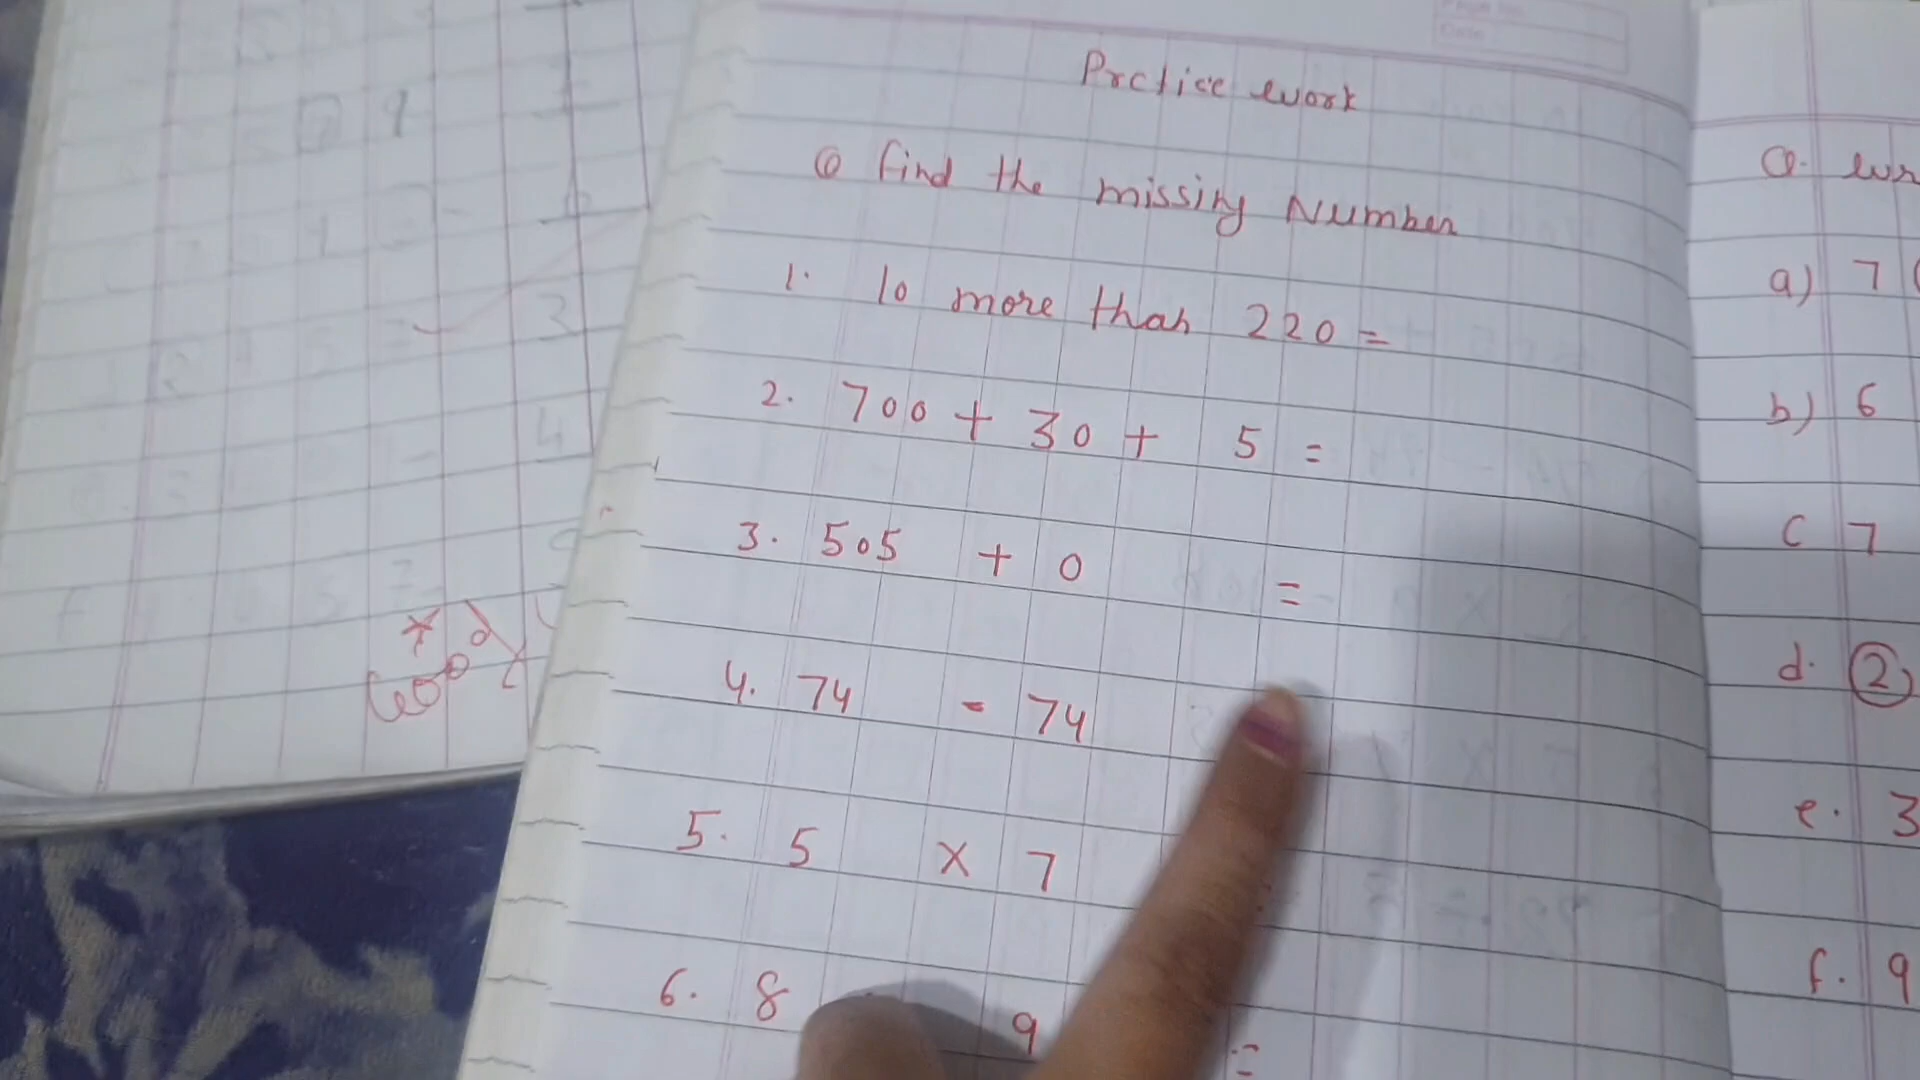 Prctice work
Q find the missing Number
1. 10 more than 220 =
2. 700 + 30 + 5 =
3. 505 + 0 =
4. 74 - 74
5. 5 x 7
6. 8 9 =
Q.
a) 7
b) 6
c 7
d. 2
e. 3
f. 9
Good